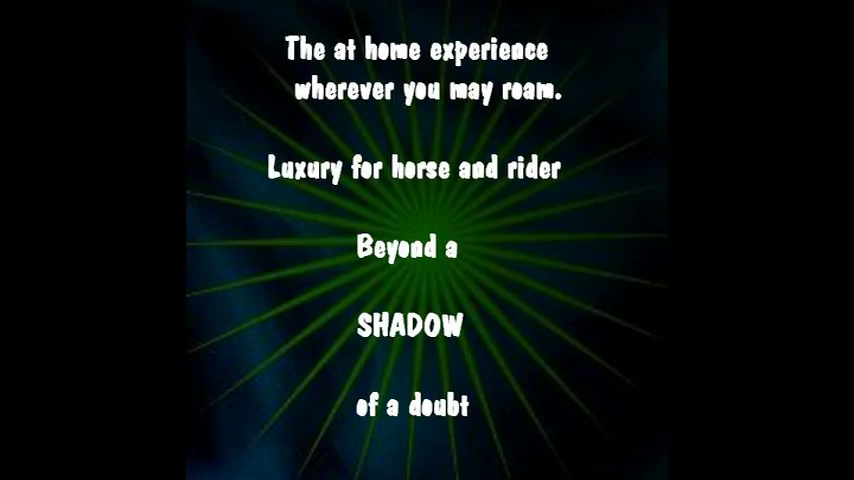 The at home experience
wherever you may roam.
Luxury for horse and rider
Beyond a
SHADOW
of a doubt